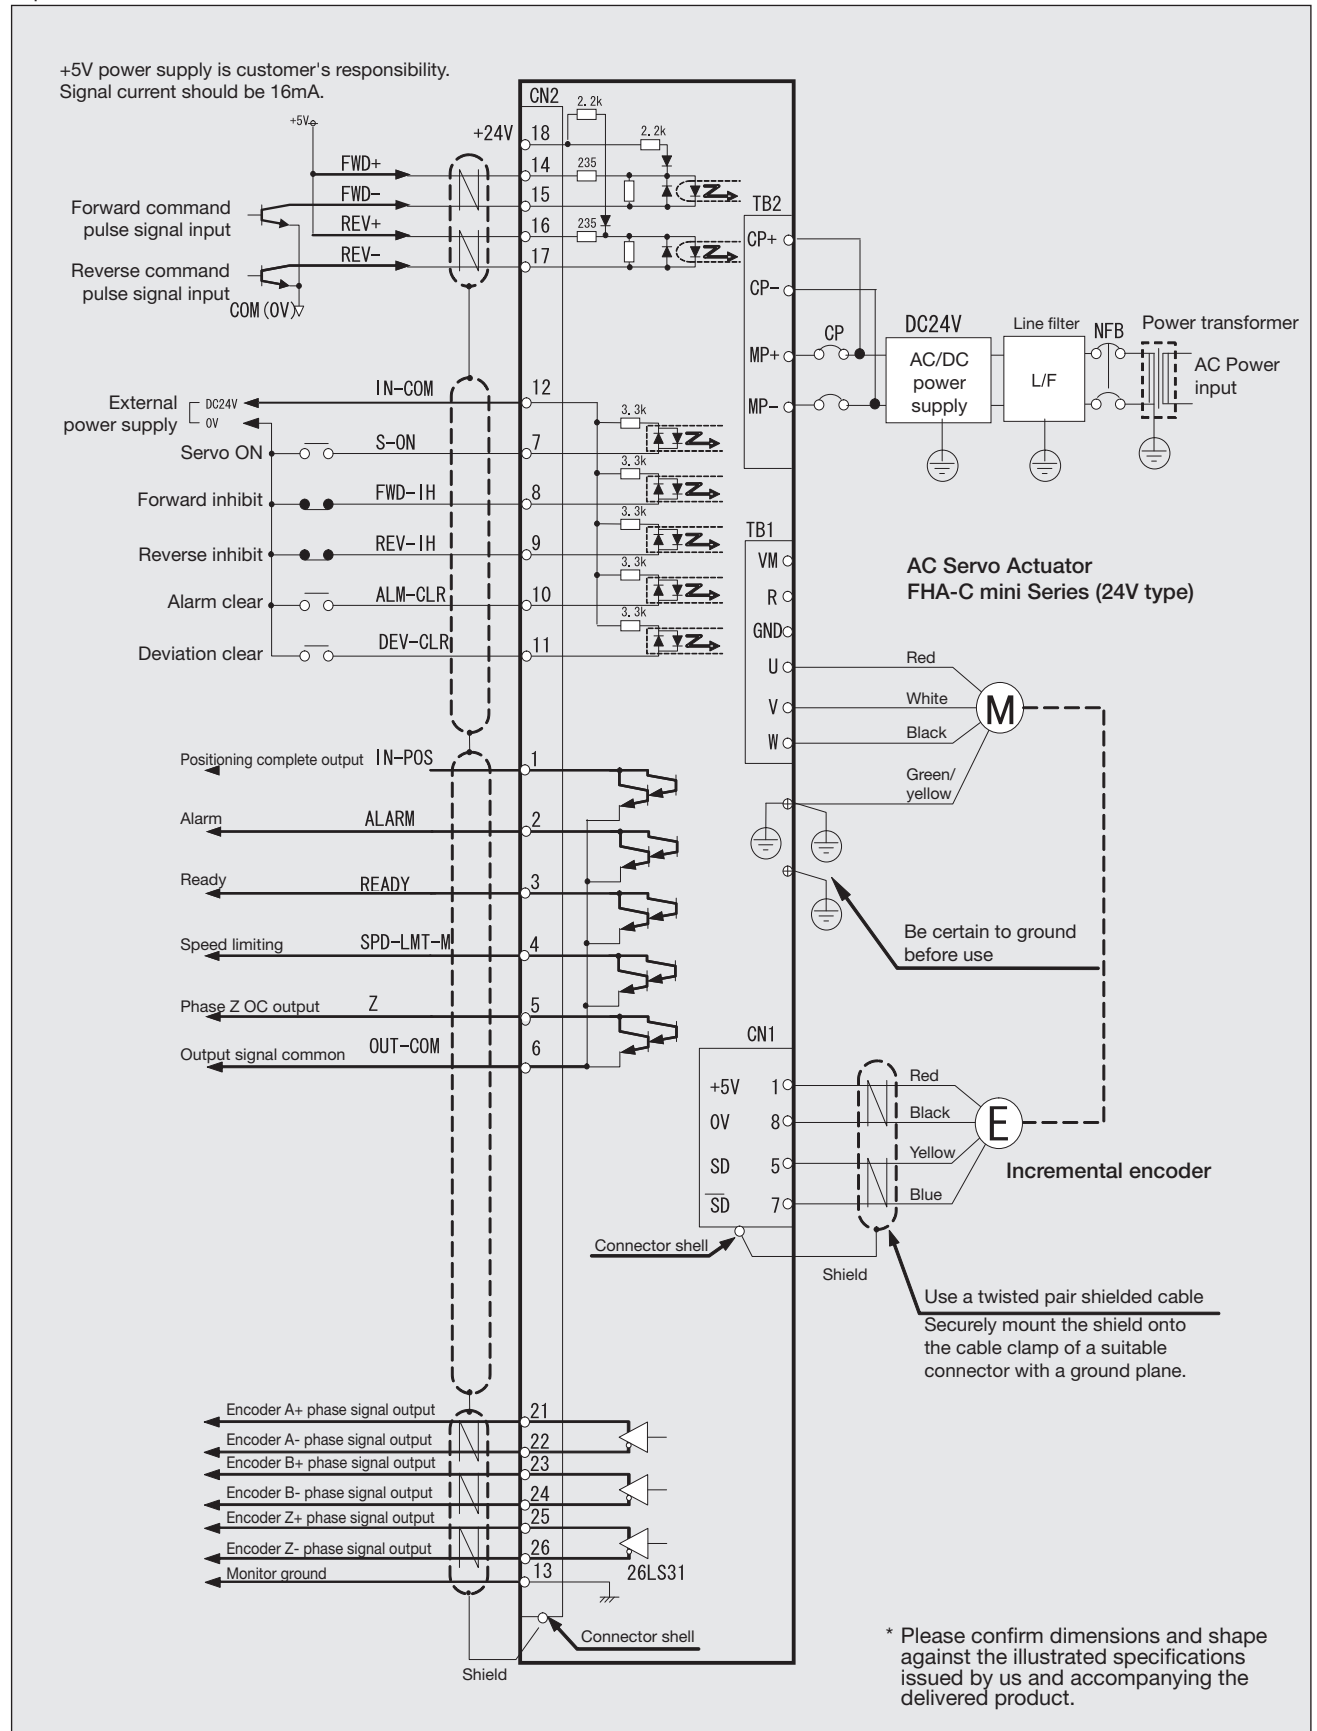 +5V power supply is customer's responsibility.
Signal current should be 16mA.
+5V
CN2
2.2k
+24V
18
2.2k
FWD+
14
235
FWD-
15
Forward command
pulse signal input
REV+
16
235
REV-
17
Reverse command
pulse signal input
COM(0V)
TB2
CP+
CP-
MP+
MP-
CP
DC24V
AC/DC
power
supply
Line filter
L/F
NFB
Power transformer
AC Power
input
IN-COM
12
External
power supply
DC24V
0V
3.3k
Servo ON
S-ON
7
3.3k
Forward inhibit
FWD-IH
8
3.3k
Reverse inhibit
REV-IH
9
3.3k
Alarm clear
ALM-CLR
10
3.3k
Deviation clear
DEV-CLR
11
TB1
VM
R
GND
U
V
W
AC Servo Actuator
FHA-C mini Series (24V type)
Red
White
Black
Green/
yellow
M
Positioning complete output
IN-POS
1
Alarm
ALARM
2
Ready
READY
3
Speed limiting
SPD-LMT-M
4
Phase Z OC output
Z
5
Output signal common
OUT-COM
6
Be certain to ground
before use
CN1
+5V
1
Red
0V
8
Black
SD
5
Yellow
S̅D̅
7
Blue
E
Incremental encoder
Connector shell
Shield
Use a twisted pair shielded cable
Securely mount the shield onto
the cable clamp of a suitable
connector with a ground plane.
Encoder A+ phase signal output
21
Encoder A- phase signal output
22
Encoder B+ phase signal output
23
Encoder B- phase signal output
24
Encoder Z+ phase signal output
25
Encoder Z- phase signal output
26
Monitor ground
13
26LS31
Connector shell
Shield
* Please confirm dimensions and shape
against the illustrated specifications
issued by us and accompanying the
delivered product.